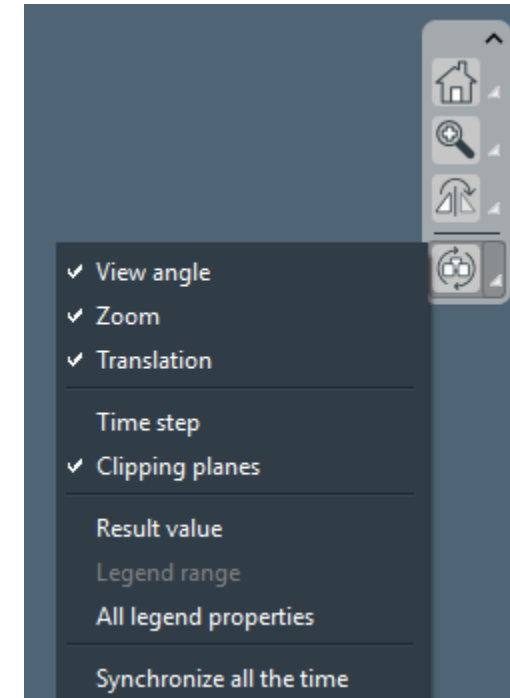 View angle
Zoom
Translation
Time step
Clipping planes
Result value
Legend range
All legend properties
Synchronize all the time